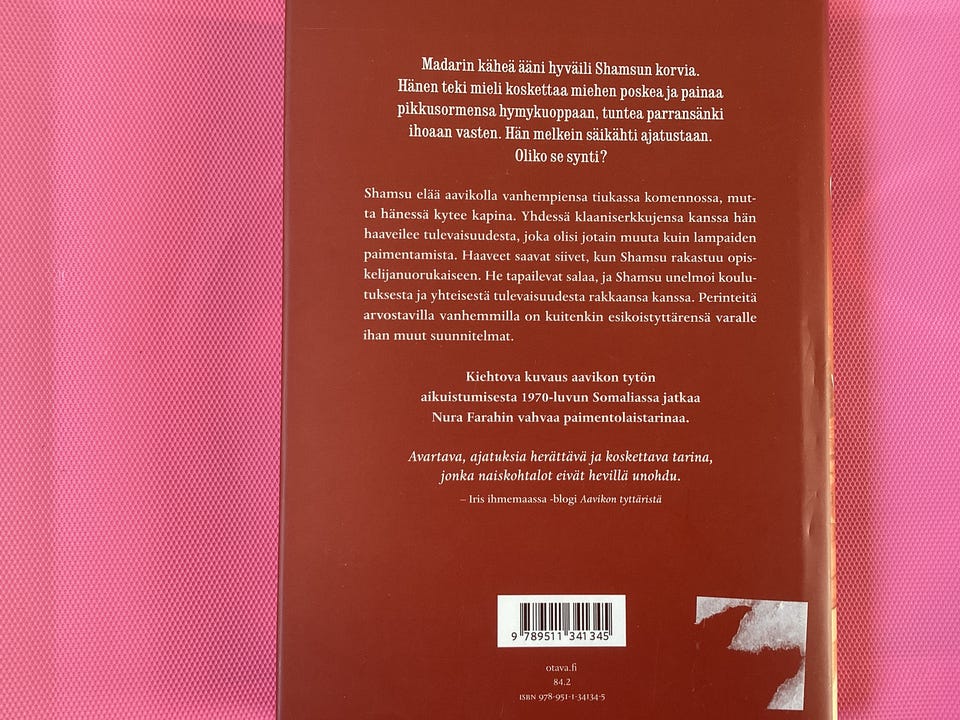 Madarin käheä ääni hyväili Shamsun korvia.
Hänen teki mieli koskettaa miehen poskea ja painaa
pikkusormensa hymykuoppaan, tuntea parransänki
ihoaan vasten. Hän melkein säikähti ajatustaan.
Oliko se synti?
Shamsu elää aavikolla vanhempiensa tiukassa komennossa, mut-
ta hänessä kytee kapina. Yhdessä klaaniserkkujensa kanssa hän
haaveilee tulevaisuudesta, joka olisi jotain muuta kuin lampaiden
paimentamista. Haaveet saavat siivet, kun Shamsu rakastuu opis-
kelijanuorukaiseen. He tapailevat salaa, ja Shamsu unelmoi koulu-
tuksesta ja yhteisestä tulevaisuudesta rakkaansa kanssa. Perinteitä
arvostavilla vanhemmilla on kuitenkin esikoistyttärensä varalle
ihan muut suunnitelmat.
Kiehtova kuvaus aavikon tytön
aikuistumisesta 1970-luvun Somaliassa jatkaa
Nura Farahin vahvaa paimentolaistarinaa.
Avartava, ajatuksia herättävä ja koskettava tarina,
jonka naiskohtalot eivät hevillä unohdu.
– Iris ihmemaassa -blogi Aavikon tyttäristä
9 789511 341345
otava.fi
84.2
ISBN 978-951-1-34134-5